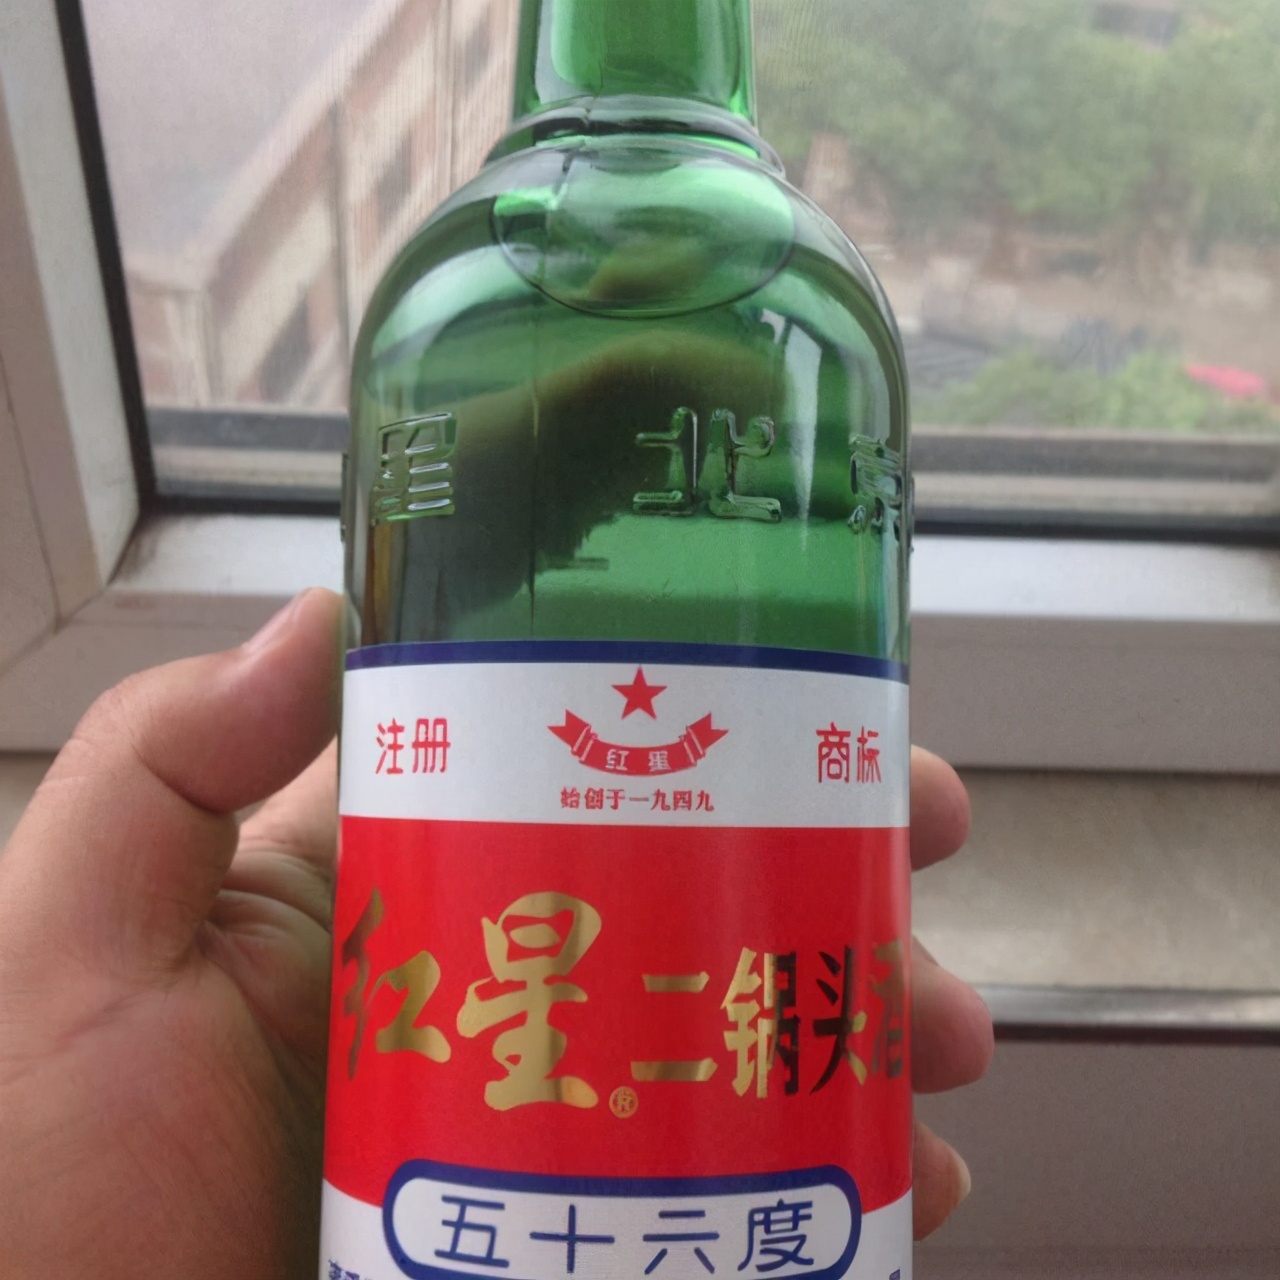 星 北京
注册 红星 商标
始创于一九四九
红星二锅头酒
®
五十六度